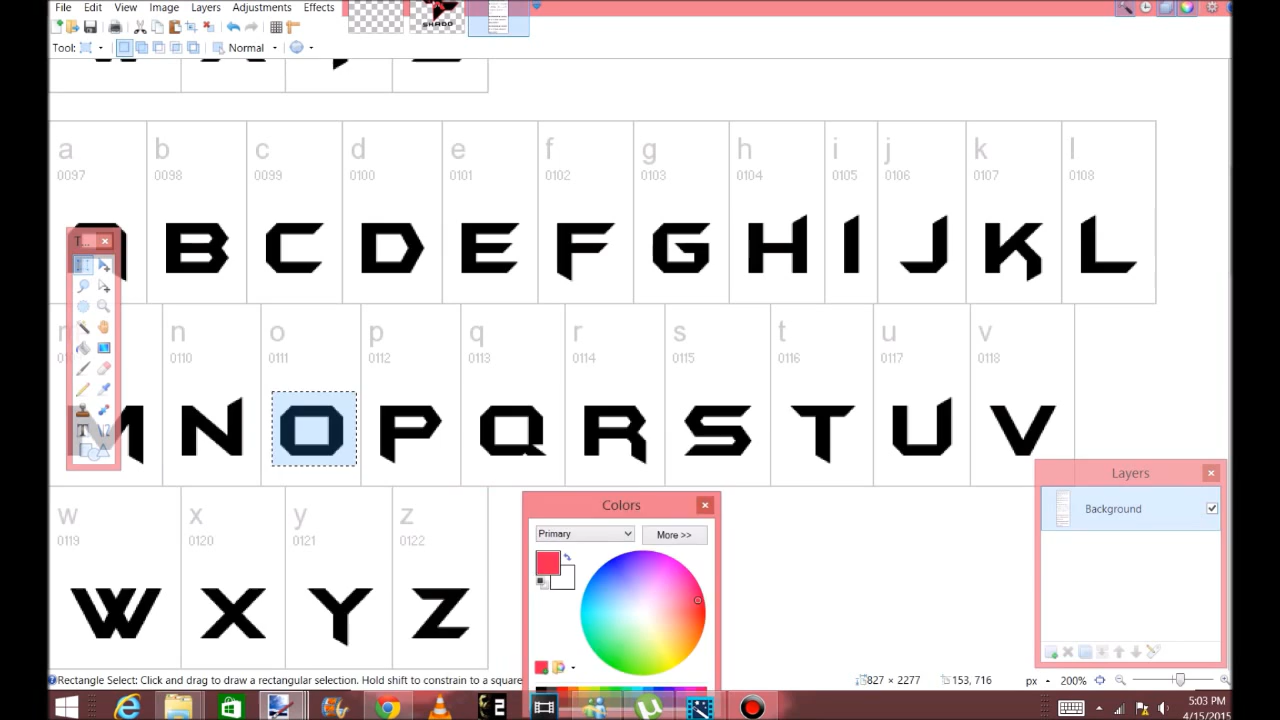 File Edit View Image Layers Adjustments Effects
SHADO
Tool: Normal
a b c d e f g h i j k l
0097 0098 0099 0100 0101 0102 0103 0104 0105 0106 0107 0108
T...
B C D E F G H I J K L
n o p q r s t u v
0110 0111 0112 0113 0114 0115 0116 0117 0118
M N O P Q R S T U V
Layers
Background
w x y z
0119 0120 0121 0122
W X Y Z
Colors
Primary More >>
Rectangle Select: Click and drag to draw a rectangular selection. Hold shift to constrain to a square
827 × 2277 153, 716 px 200%
5:03 PM
4/15/201